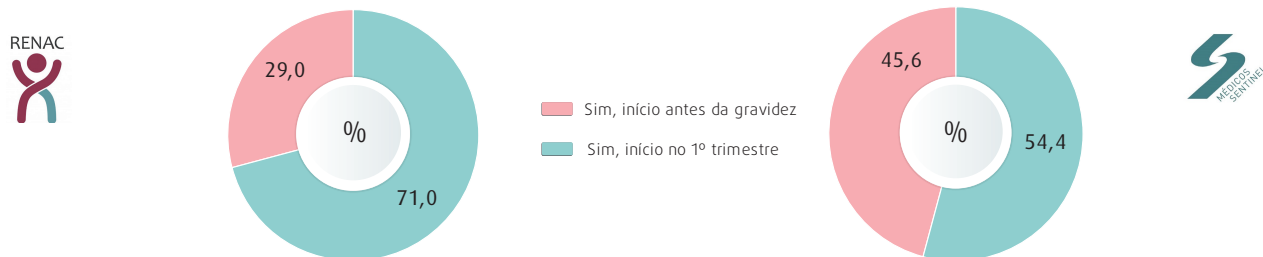 RENAC
29,0
%
71,0
Sim, início antes da gravidez
Sim, início no 1º trimestre
45,6
%
54,4
MÉDICOS
SENTINEL